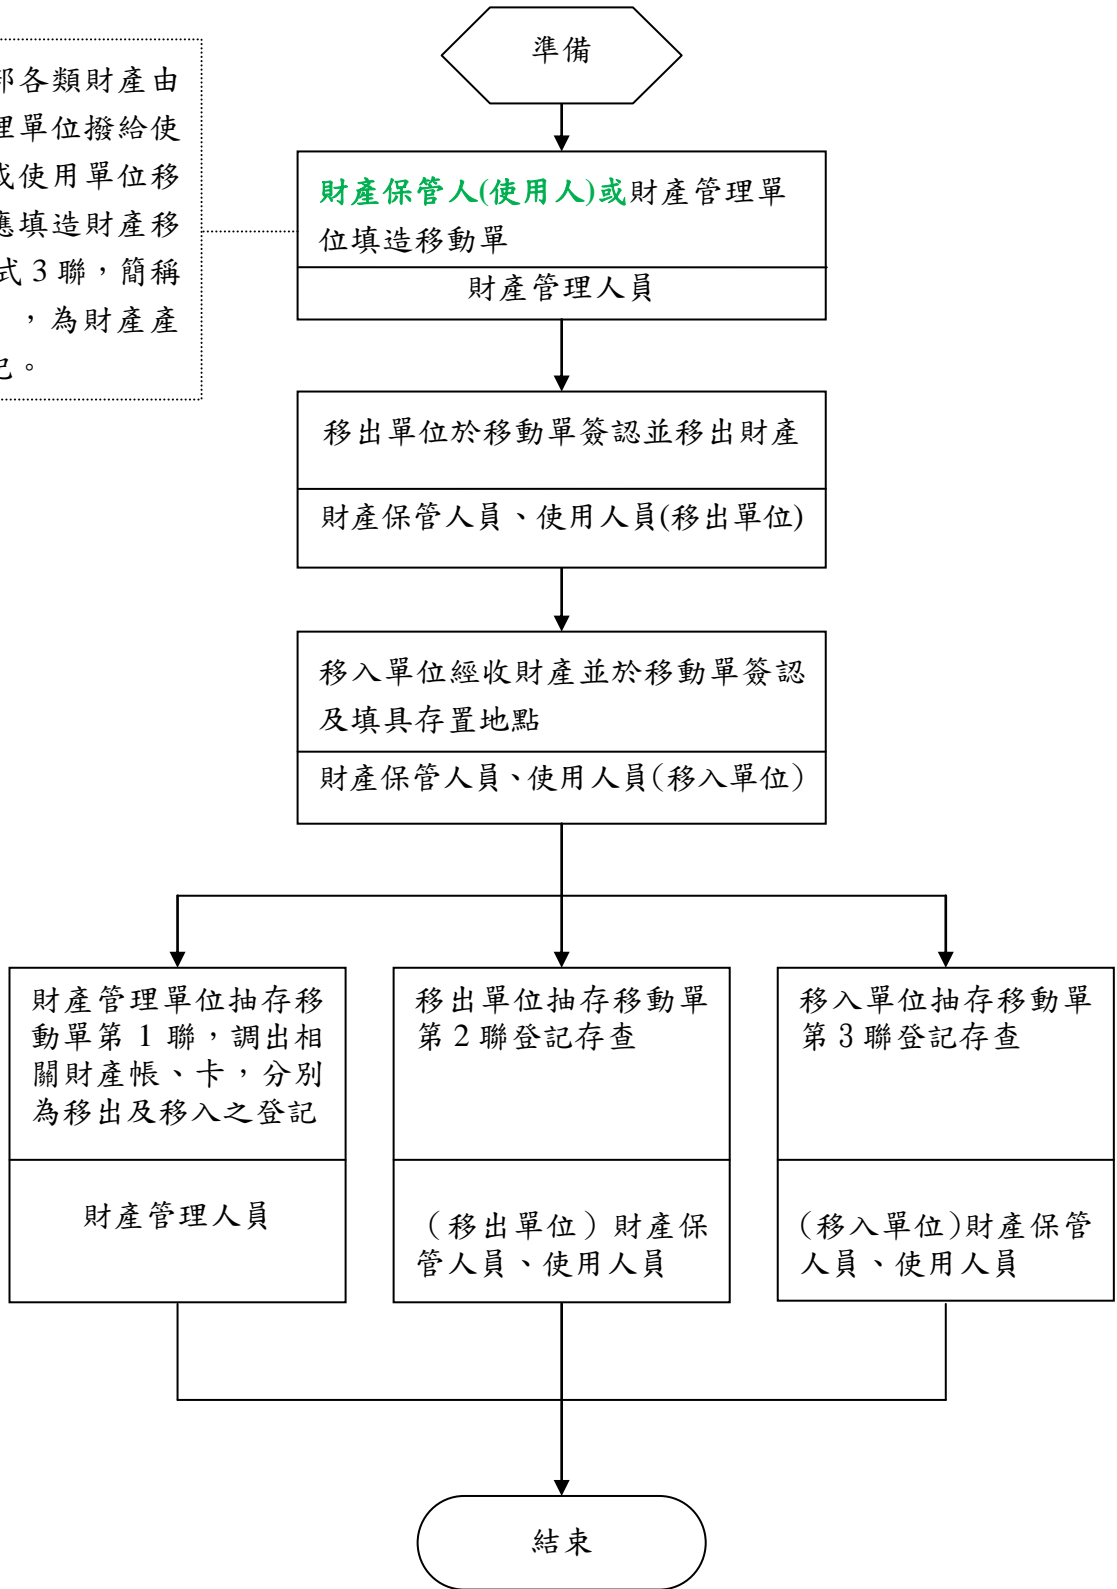 準備
部各類財產由
理單位撥給使
或使用單位移
應填造財產移
式3聯，簡稱
），為財產產
記。
財產保管人(使用人)或財產管理單
位填造移動單
財產管理人員
移出單位於移動單簽認並移出財產
財產保管人員、使用人員(移出單位)
移入單位經收財產並於移動單簽認
及填具存置地點
財產保管人員、使用人員（移入單位）
財產管理單位抽存移
動單第1聯，調出相
關財產帳、卡，分別
為移出及移入之登記
財產管理人員
移出單位抽存移動單
第2聯登記存查
（移出單位）財產保
管人員、使用人員
移入單位抽存移動單
第3聯登記存查
（移入單位)財產保管
人員、使用人員
結束